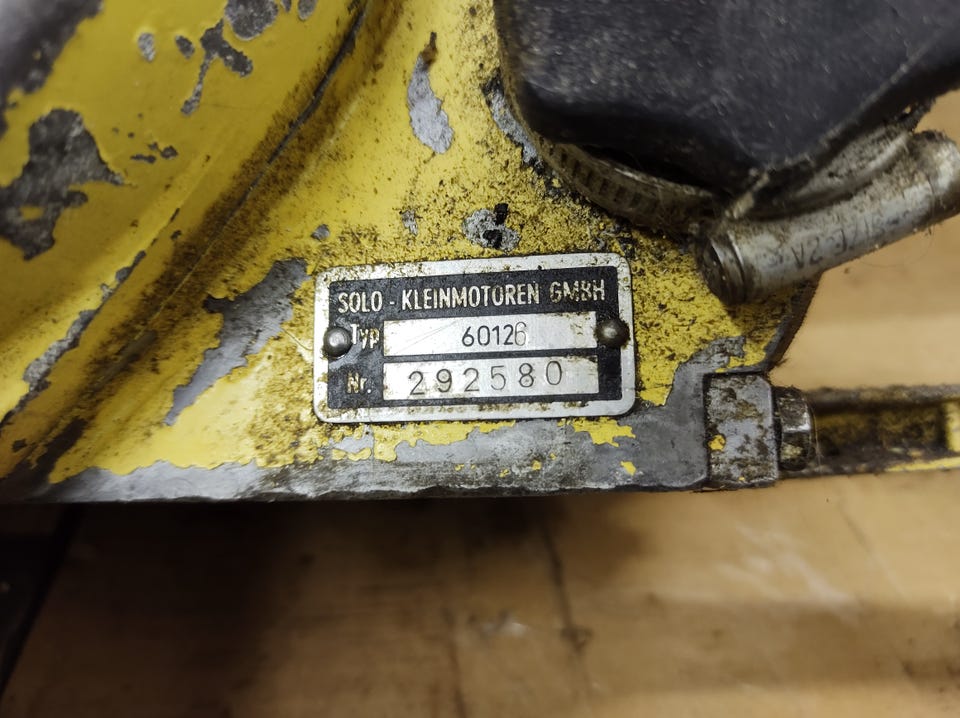 SOLO - KLEINMOTOREN GMBH
Typ 60126
Nr. 292580